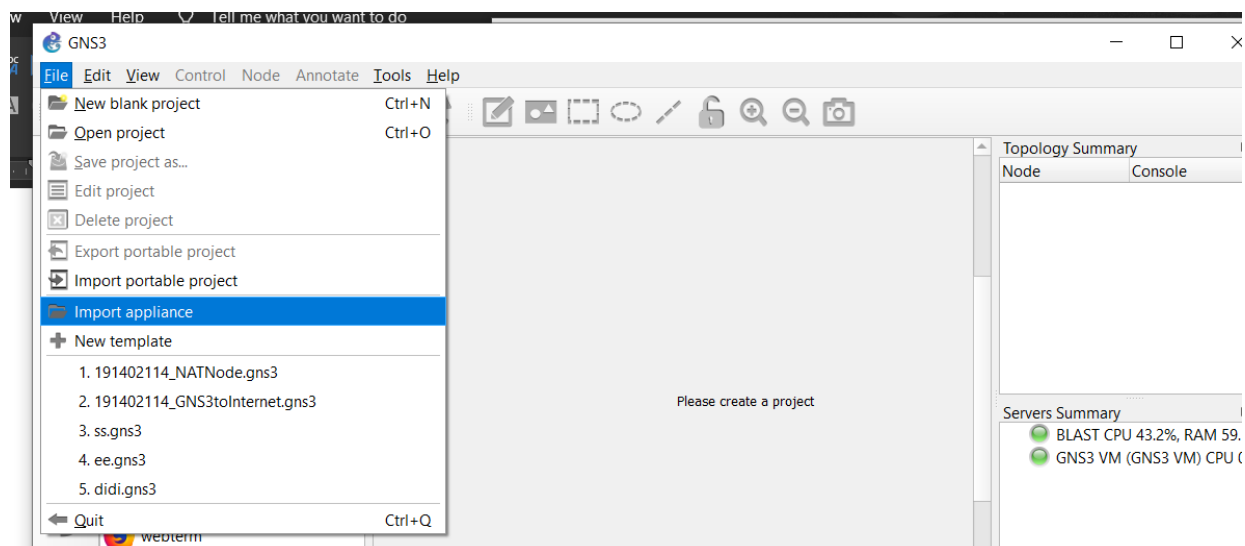 View Help Tell me what you want to do
GNS3
File Edit View Control Node Annotate Tools Help
New blank project Ctrl+N
Open project Ctrl+O
Save project as...
Edit project
Delete project
Export portable project
Import portable project
Import appliance
New template
1. 191402114_NATNode.gns3
2. 191402114_GNS3toInternet.gns3
3. ss.gns3
4. ee.gns3
5. didi.gns3
Quit Ctrl+Q
webterm
Please create a project
Topology Summary
Node Console
Servers Summary
BLAST CPU 43.2%, RAM 59.
GNS3 VM (GNS3 VM) CPU